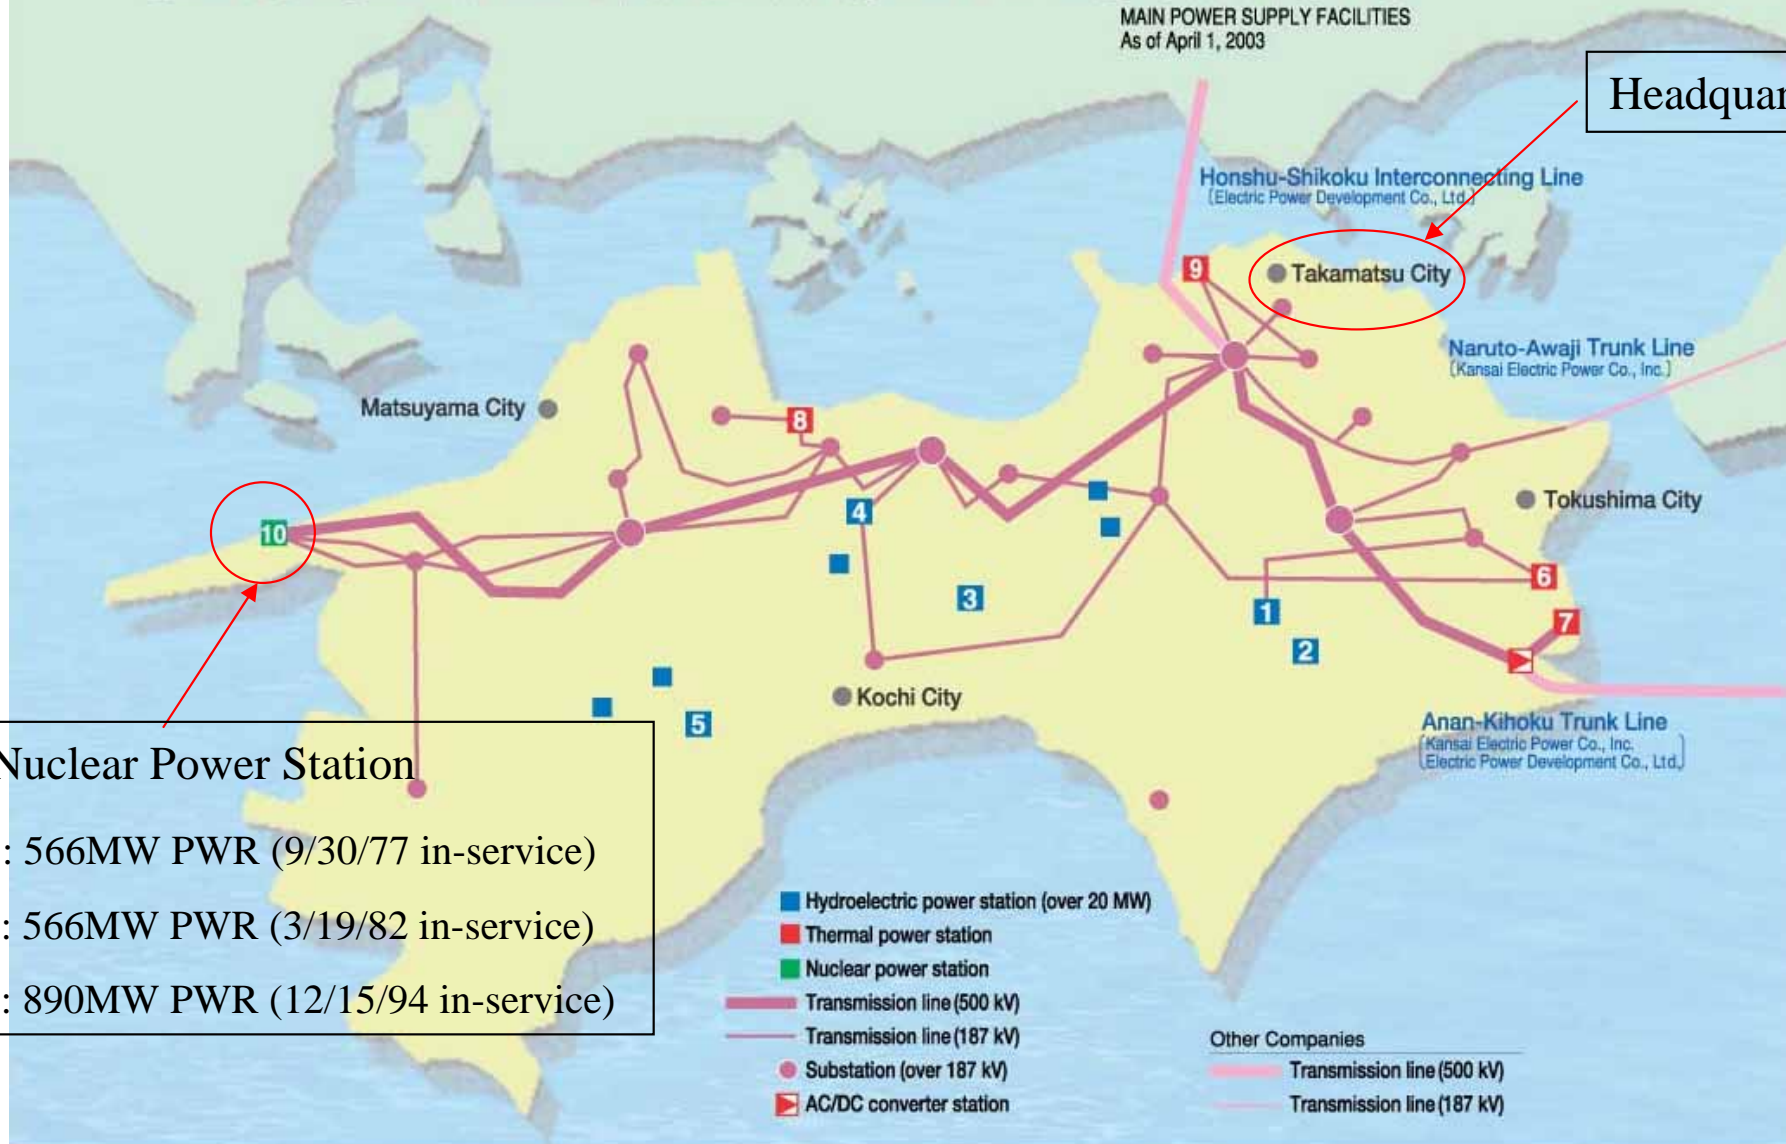 MAIN POWER SUPPLY FACILITIES
As of April 1, 2003
Headquar
Honshu-Shikoku Interconnecting Line
(Electric Power Development Co., Ltd.)
9
Takamatsu City
Naruto-Awaji Trunk Line
(Kansai Electric Power Co., Inc.)
Matsuyama City
8
4
Tokushima City
10
3
1
6
7
2
Kochi City
5
Anan-Kihoku Trunk Line
(Kansai Electric Power Co., Inc.
Electric Power Development Co., Ltd.)
Nuclear Power Station
: 566MW PWR (9/30/77 in-service)
: 566MW PWR (3/19/82 in-service)
: 890MW PWR (12/15/94 in-service)
Hydroelectric power station (over 20 MW)
Thermal power station
Nuclear power station
Transmission line (500 kV)
Transmission line (187 kV)
Substation (over 187 kV)
AC/DC converter station
Other Companies
Transmission line (500 kV)
Transmission line (187 kV)